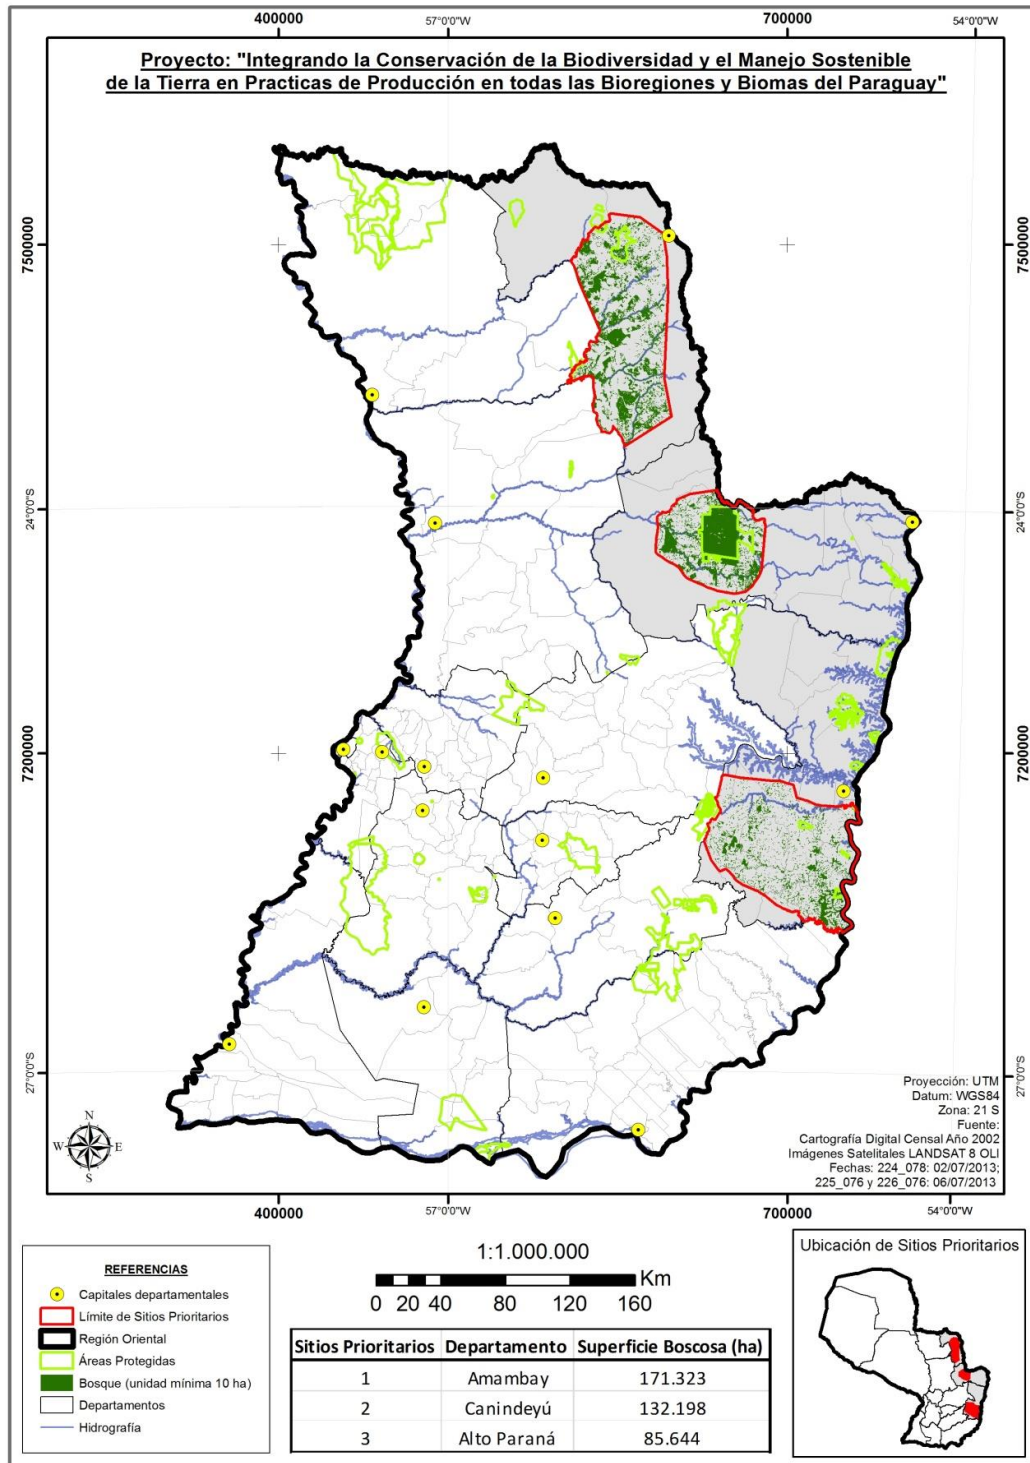 400000
57°0'0"W
700000
54°0'0"W
Proyecto: "Integrando la Conservación de la Biodiversidad y el Manejo Sostenible
de la Tierra en Practicas de Producción en todas las Bioregiones y Biomas del Paraguay"
7500000
7500000
24°0'0"S
24°0'0"S
7200000
7200000
27°0'0"S
27°0'0"S
N
W
E
S
Proyección: UTM
Datum: WGS84
Zona: 21 S
Fuente:
Cartografía Digital Censal Año 2002
Imágenes Satelitales LANDSAT 8 OLI
Fechas: 224_078: 02/07/2013;
225_076 y 226_076: 06/07/2013
400000
57°0'0"W
700000
54°0'0"W
REFERENCIAS
Capitales departamentales
Límite de Sitios Prioritarios
Región Oriental
Áreas Protegidas
Bosque (unidad mínima 10 ha)
Departamentos
Hidrografía
1:1.000.000
Km
0 20 40 80 120 160
Sitios Prioritarios Departamento Superficie Boscosa (ha)
1 Amambay 171.323
2 Canindeyú 132.198
3 Alto Paraná 85.644
Ubicación de Sitios Prioritarios